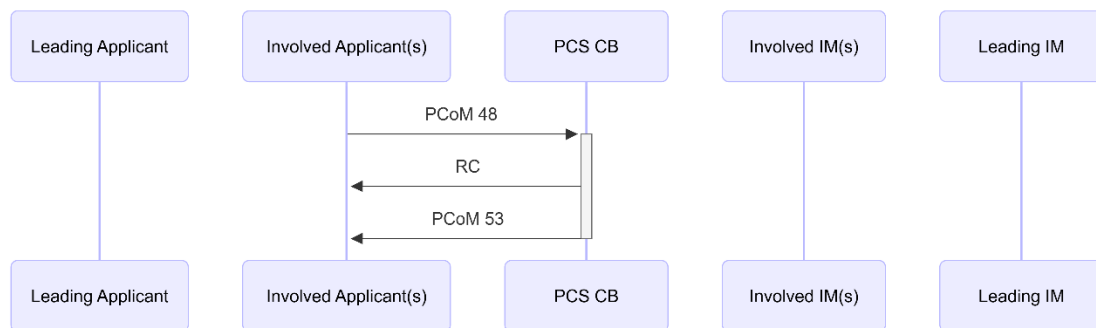 Leading Applicant
Involved Applicant(s)
PCS CB
Involved IM(s)
Leading IM
PCoM 48
RC
PCoM 53
Leading Applicant
Involved Applicant(s)
PCS CB
Involved IM(s)
Leading IM